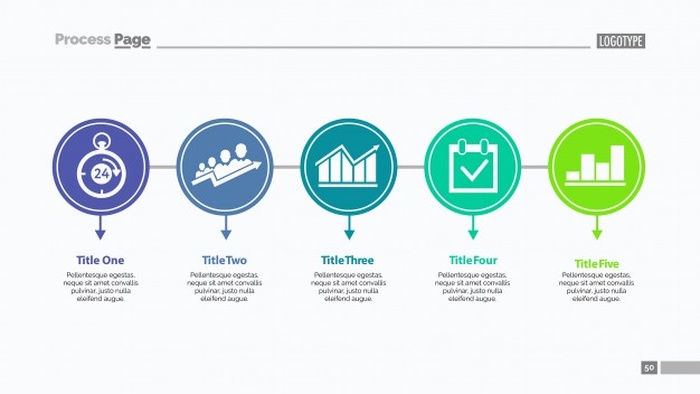 Process Page
LOGOTYPE
24
Title One
Pellentesque egestas,
neque sit amet convallis
pulvinar, justo nulla
eleifend augue.
Title Two
Pellentesque egestas,
neque sit amet convallis
pulvinar, justo nulla
eleifend augue.
Title Three
Pellentesque egestas,
neque sit amet convallis
pulvinar, justo nulla
eleifend augue.
Title Four
Pellentesque egestas,
neque sit amet convallis
pulvinar, justo nulla
eleifend augue.
Title Five
Pellentesque egestas,
neque sit amet convallis
pulvinar, justo nulla
eleifend augue.
50